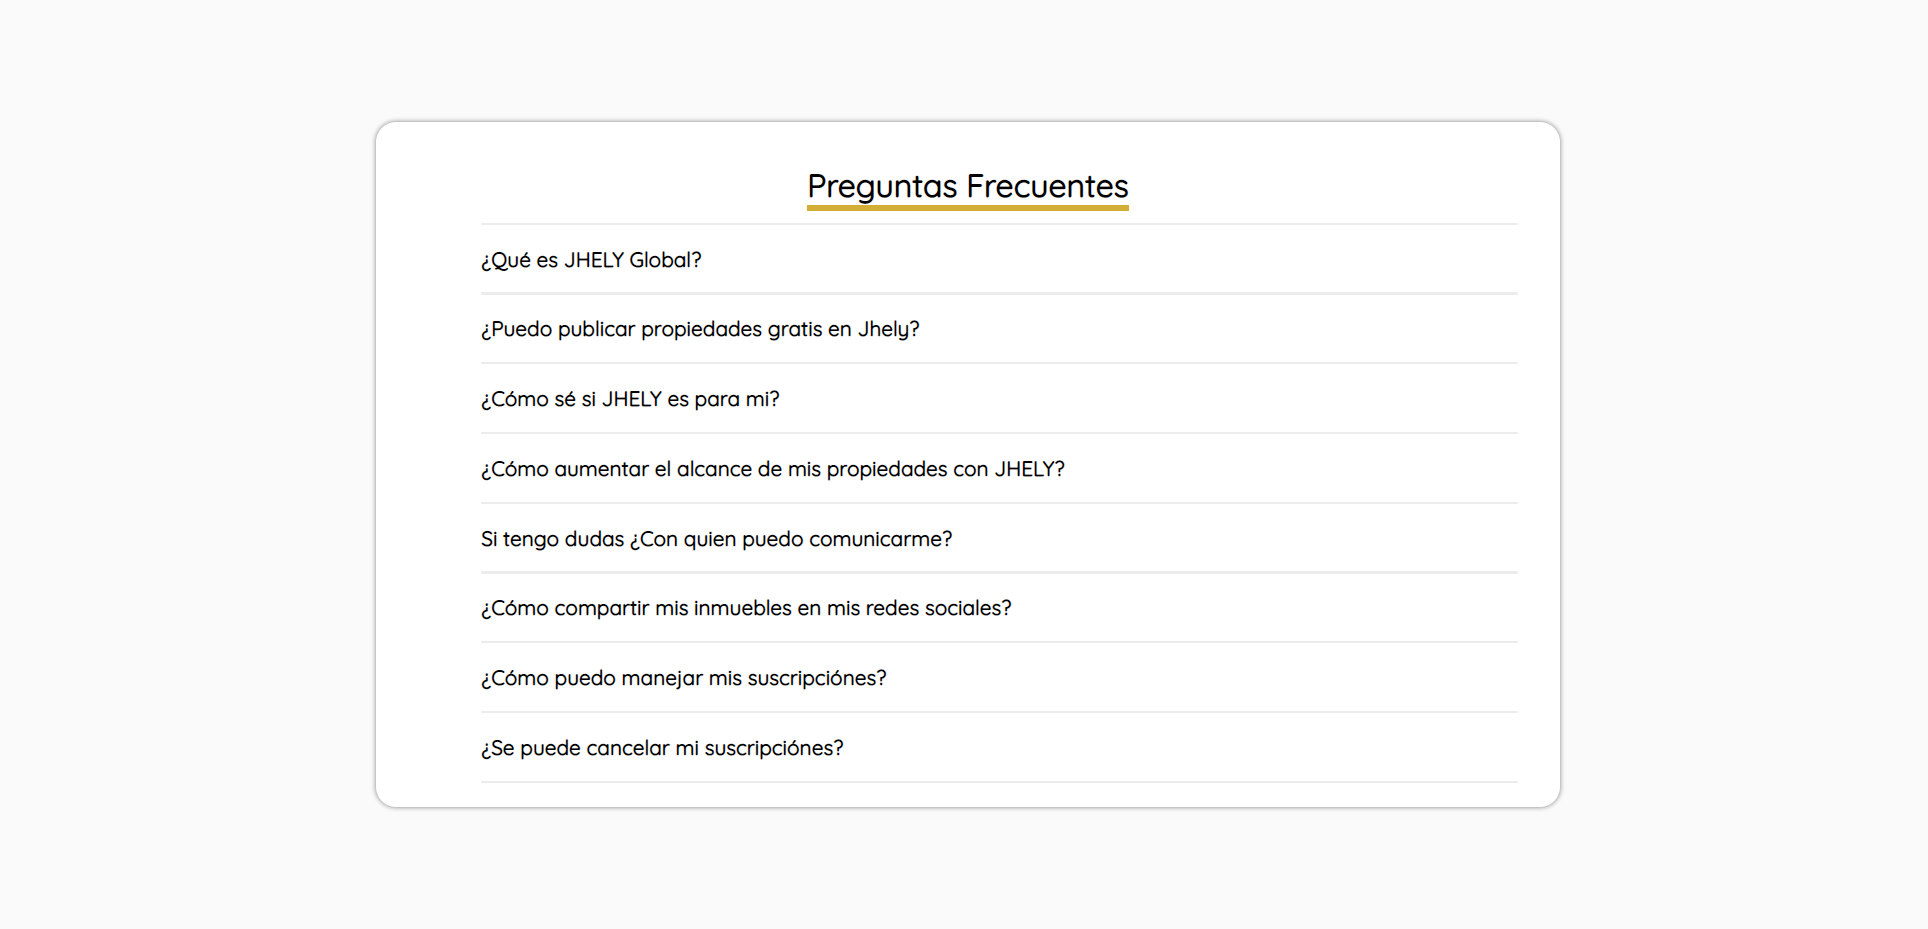 Preguntas Frecuentes
¿Qué es JHELY Global?
¿Puedo publicar propiedades gratis en Jhely?
¿Cómo sé si JHELY es para mi?
¿Cómo aumentar el alcance de mis propiedades con JHELY?
Si tengo dudas ¿Con quien puedo comunicarme?
¿Cómo compartir mis inmuebles en mis redes sociales?
¿Cómo puedo manejar mis suscripciónes?
¿Se puede cancelar mi suscripciónes?